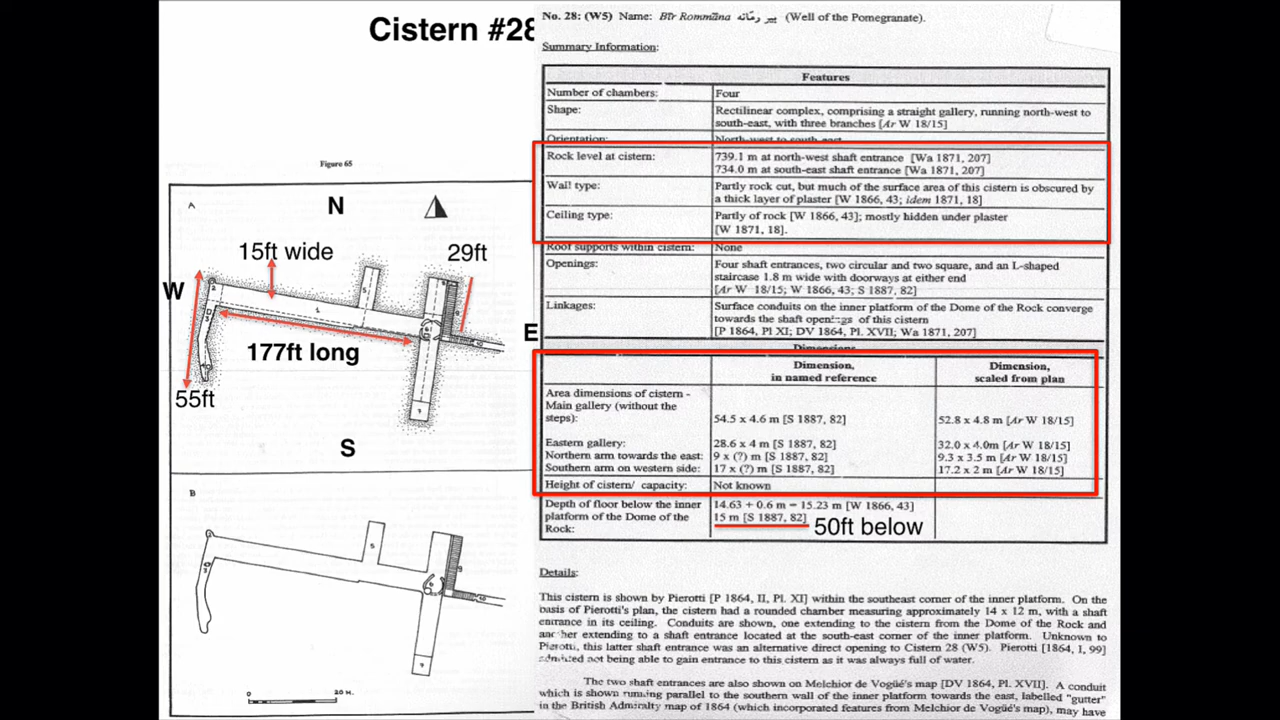 Cistern #28
Figure 65
A
N
15ft wide
29ft
W
E
177ft long
55ft
S
B
0
20 M.
No. 28: (W5) Name: Bīr Rommāna بير رمّانه (Well of the Pomegranate).
Summary Information:
Features
Number of chambers: Four
Shape: Rectilinear complex, comprising a straight gallery, running north-west to
south-east, with three branches [Ar W 18/15]
Orientation: North-west to south-east
Rock level at cistern: 739.1 m at north-west shaft entrance [Wa 1871, 207]
734.0 m at south-east shaft entrance [Wa 1871, 207]
Wall type: Partly rock cut, but much of the surface area of this cistern is obscured by
a thick layer of plaster [W 1866, 43; idem 1871, 18]
Ceiling type: Partly of rock [W 1866, 43]; mostly hidden under plaster
[W 1871, 18].
Roof supports within cistern: None
Openings: Four shaft entrances, two circular and two square, and an L-shaped
staircase 1.8 m wide with doorways at either end
[Ar W 18/15; W 1866, 43; S 1887, 82]
Linkages: Surface conduits on the inner platform of the Dome of the Rock converge
towards the shaft openings of this cistern
[P 1864, Pl XI; DV 1864, Pl. XVII; Wa 1871, 207]
Dimensions
Dimension, Dimension,
in named reference scaled from plan
Area dimensions of cistern -
Main gallery (without the
steps): 54.5 x 4.6 m [S 1887, 82] 52.8 x 4.8 m [Ar W 18/15]
Eastern gallery: 28.6 x 4 m [S 1887, 82] 32.0 x 4.0m [Ar W 18/15]
Northern arm towards the east: 9 x (?) m [S 1887, 82] 9.3 x 3.5 m [Ar W 18/15]
Southern arm on western side: 17 x (?) m [S 1887, 82] 17.2 x 2 m [Ar W 18/15]
Height of cistern/ capacity: Not known
Depth of floor below the inner 14.63 + 0.6 m = 15.23 m [W 1866, 43]
platform of the Dome of the 15 m [S 1887, 82]
Rock:
50ft below
Details:
This cistern is shown by Pierotti [P 1864, II, Pl. XI] within the southeast corner of the inner platform. On the
basis of Pierotti's plan, the cistern had a rounded chamber measuring approximately 14 x 12 m, with a shaft
entrance in its ceiling. Conduits are shown, one extending to the cistern from the Dome of the Rock and
another extending to a shaft entrance located at the south-east corner of the inner platform. Unknown to
Pierotti, this latter shaft entrance was an alternative direct opening to Cistern 28 (W5). Pierotti [1864, I, 99]
admitted not being able to gain entrance to this cistern as it was always full of water.
The two shaft entrances are also shown on Melchior de Vogüé's map [DV 1864, Pl. XVII]. A conduit
which is shown running parallel to the southern wall of the inner platform towards the east, labelled "gutter"
in the British Admiralty map of 1864 (which incorporated features from Melchior de Vogüé's map), may have